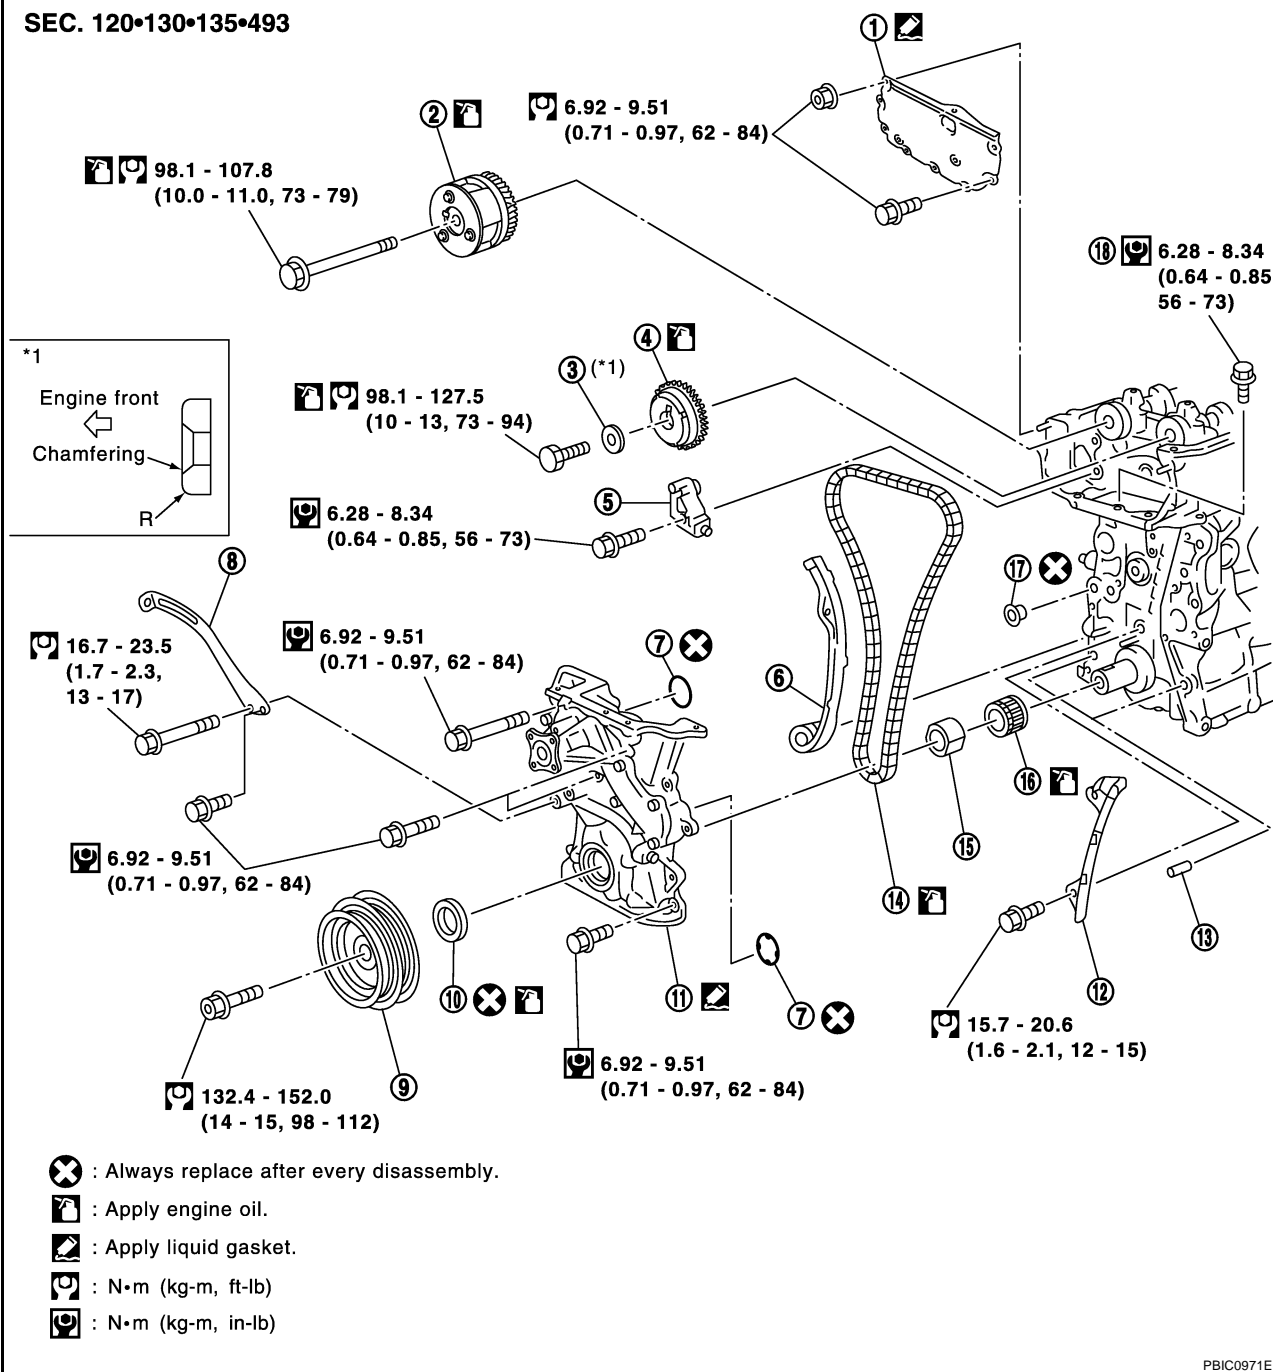 SEC. 120•130•135•493
1
2
6.92 - 9.51
(0.71 - 0.97, 62 - 84)
98.1 - 107.8
(10.0 - 11.0, 73 - 79)
18
6.28 - 8.34
(0.64 - 0.85
56 - 73)
*1
Engine front
Chamfering
R
4
3 (*1)
98.1 - 127.5
(10 - 13, 73 - 94)
5
6.28 - 8.34
(0.64 - 0.85, 56 - 73)
8
17
16.7 - 23.5
(1.7 - 2.3,
13 - 17)
6.92 - 9.51
(0.71 - 0.97, 62 - 84)
7
6
16
15
6.92 - 9.51
(0.71 - 0.97, 62 - 84)
14
13
10
11
7
12
15.7 - 20.6
(1.6 - 2.1, 12 - 15)
6.92 - 9.51
(0.71 - 0.97, 62 - 84)
9
132.4 - 152.0
(14 - 15, 98 - 112)
: Always replace after every disassembly.
: Apply engine oil.
: Apply liquid gasket.
: N•m (kg-m, ft-lb)
: N•m (kg-m, in-lb)
PBIC0971E